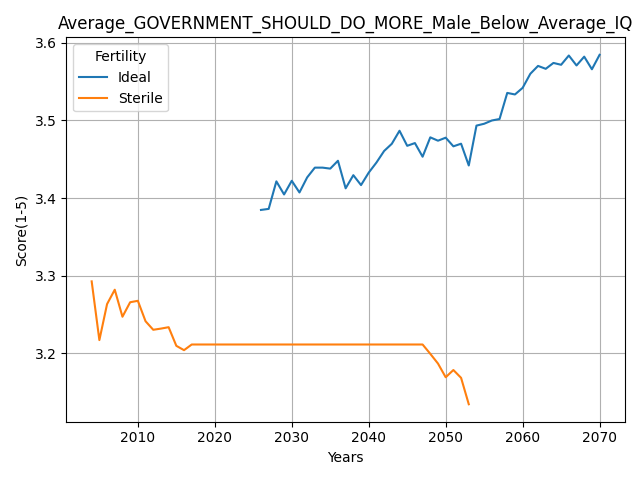 Average_GOVERNMENT_SHOULD_DO_MORE_Male_Below_Average_IQ
Fertility
Ideal
Sterile
Score(1-5)
3.6
3.5
3.4
3.3
3.2
2010 2020 2030 2040 2050 2060 2070
Years